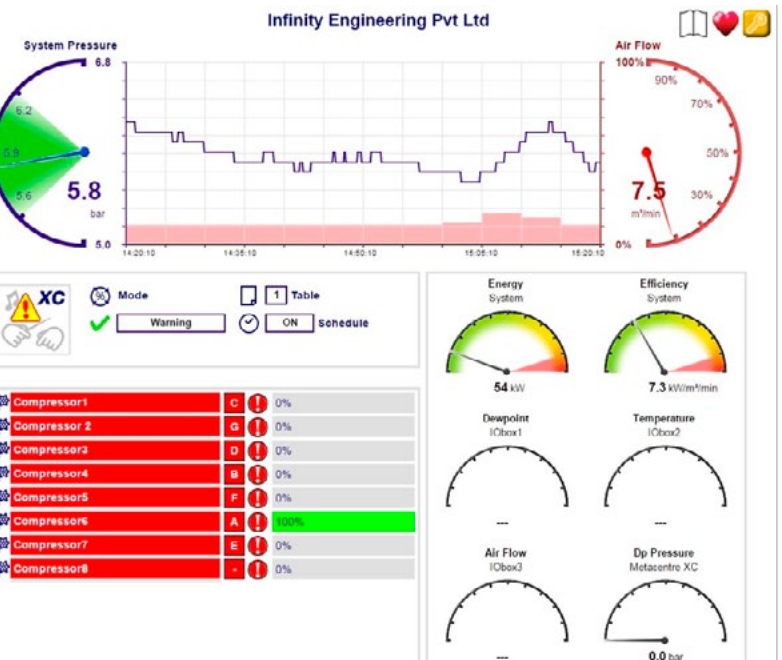 Infinity Engineering Pvt Ltd
System Pressure
6.8
6.2
5.9
5.6
5.8
bar
5.0
14:20:10
14:35:10
14:50:10
15:05:10
15:20:10
Air Flow
100%
90%
70%
50%
30%
0%
7.5
m³/min
XC
Mode
1 Table
Warning
ON Schedule
Compressor1 C 0%
Compressor 2 G 0%
Compressor3 D 0%
Compressor4 B 0%
Compressor5 F 0%
Compressor6 A 100%
Compressor7 E 0%
Compressor8 - 0%
Energy
System
54 kW
Efficiency
System
7.3 kW/m³/min
Dewpoint
IObox1
---
Temperature
IObox2
---
Air Flow
IObox3
---
Dp Pressure
Metacentre XC
0.0 bar